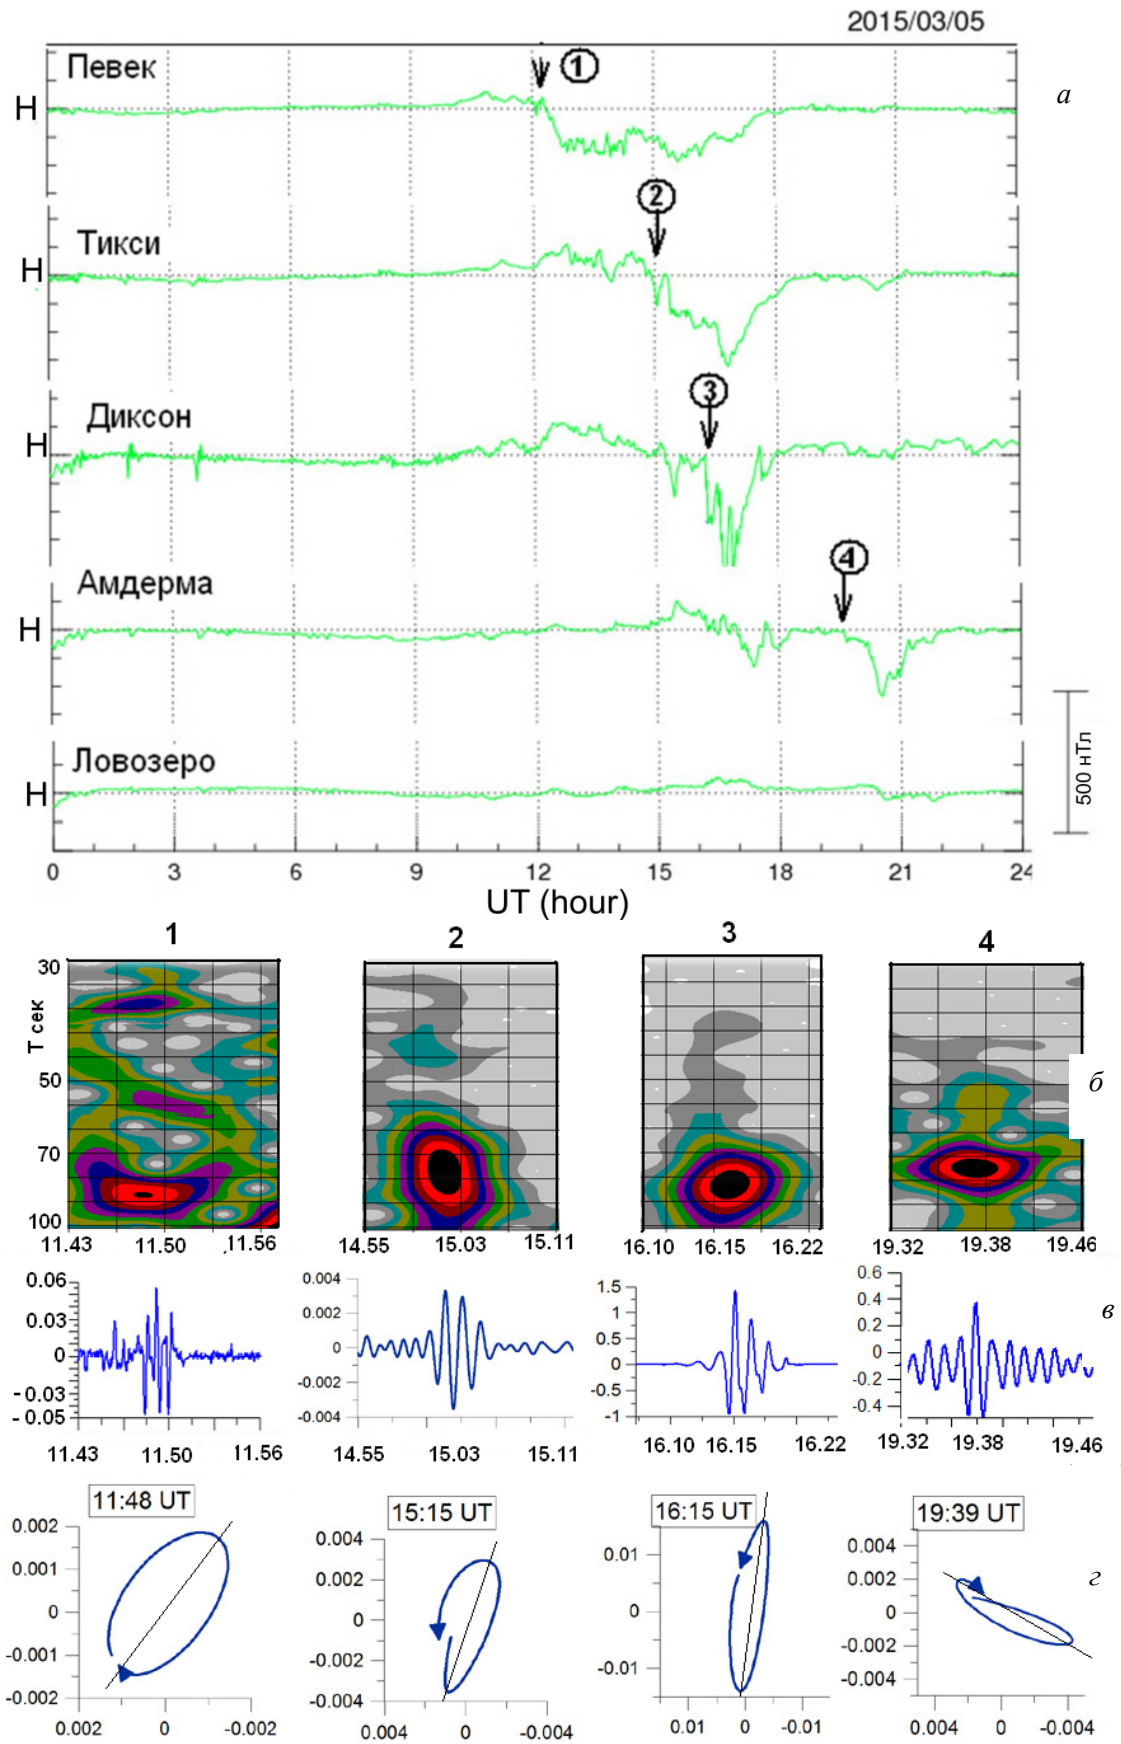 2015/03/05
Певек
1
H
а
2
Тикси
H
3
Диксон
H
4
Амдерма
H
500 нТл
Ловозеро
H
0 3 6 9 12 15 18 21 24
UT (hour)
1 2 3 4
30
Т сек
50
б
70
100
11.43 11.50 11.56 14.55 15.03 15.11 16.10 16.15 16.22 19.32 19.38 19.46
0.06 0.004 1.5 0.6
0.03 0.002 1 0.4
0 0 0.5 0.2
-0.03 -0.002 0 0
-0.05 -0.004 -0.5 -0.2
-1 -0.4
в
11.43 11.50 11.56 14.55 15.03 15.11 16.10 16.15 16.22 19.32 19.38 19.46
11:48 UT 15:15 UT 16:15 UT 19:39 UT
0.002 0.004 0.01 0.004
0.001 0.002 0 0.002
0 0 -0.01 0
-0.001 -0.002 -0.002
-0.002 -0.004 -0.004
г
0.002 0 -0.002 0.004 0 -0.004 0.01 0 -0.01 0.004 0 -0.004